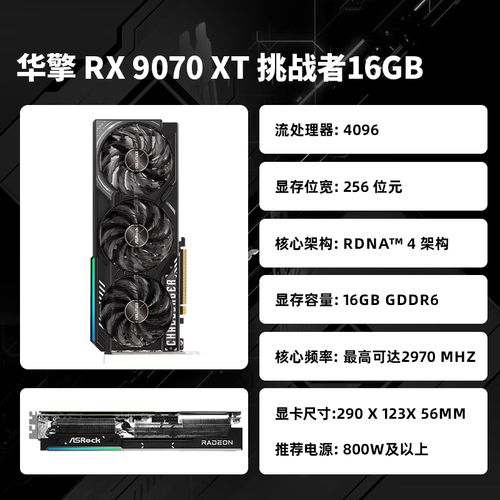 华擎 RX 9070 XT 挑战者16GB
流处理器: 4096
显存位宽: 256 位元
核心架构: RDNA™ 4 架构
显存容量: 16GB GDDR6
核心频率: 最高可达2970 MHZ
显卡尺寸:290 X 123X 56MM
推荐电源: 800W及以上
CHALLENGER
ASRock
RADEON